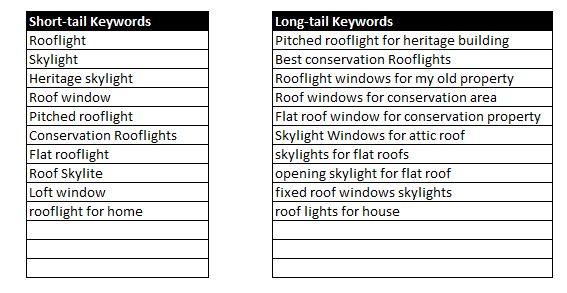 Short-tail Keywords
Rooflight
Skylight
Heritage skylight
Roof window
Pitched rooflight
Conservation Rooflights
Flat rooflight
Roof Skylite
Loft window
rooflight for home
Long-tail Keywords
Pitched rooflight for heritage building
Best conservation Rooflights
Rooflight windows for my old property
Roof windows for conservation area
Flat roof window for conservation property
Skylight Windows for attic roof
skylights for flat roofs
opening skylight for flat roof
fixed roof windows skylights
roof lights for house